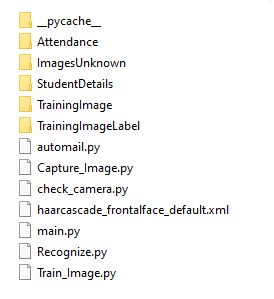 __pycache__
Attendance
ImagesUnknown
StudentDetails
TrainingImage
TrainingImageLabel
automail.py
Capture_Image.py
check_camera.py
haarcascade_frontalface_default.xml
main.py
Recognize.py
Train_Image.py